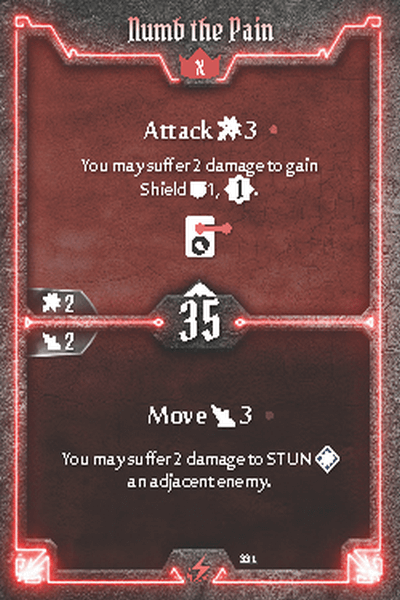 Numb the Pain
X
Attack 3
You may suffer 2 damage to gain
Shield 1, 1.
2
35
2
Move 3
You may suffer 2 damage to STUN
an adjacent enemy.
331